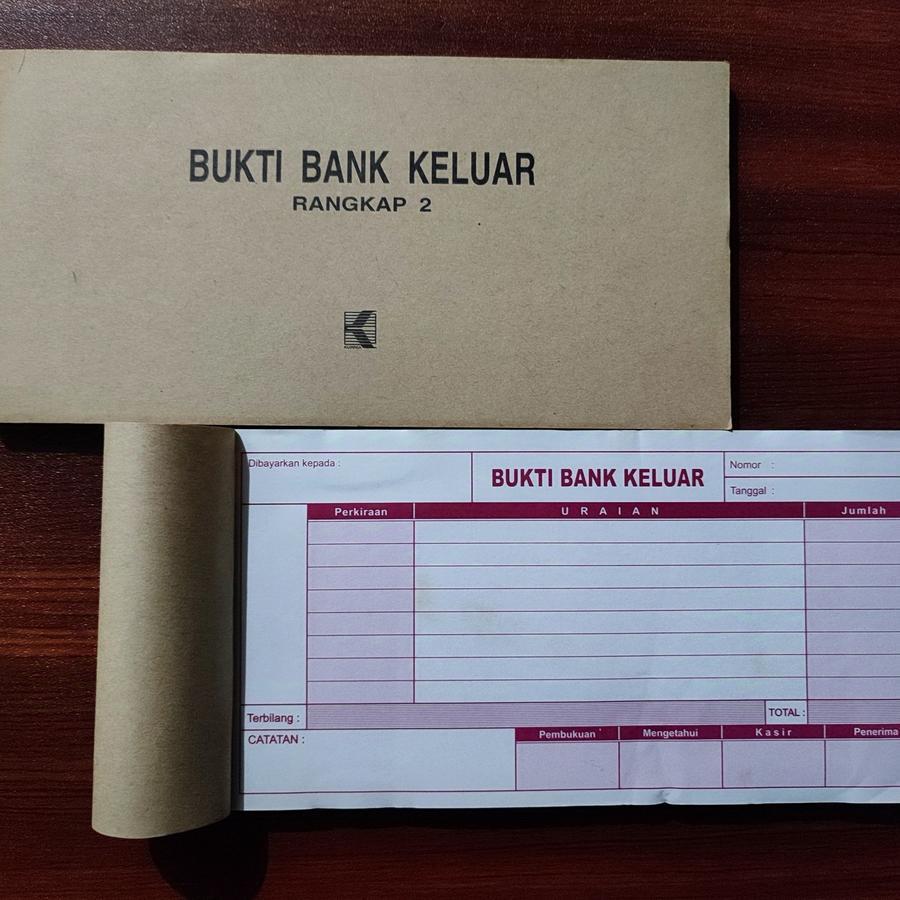 BUKTI BANK KELUAR
RANGKAP 2
Dibayarkan kepada :
BUKTI BANK KELUAR
Nomor :
Tanggal :
Perkiraan URAIAN Jumlah
Terbilang : TOTAL :
CATATAN : Pembukuan Mengetahui Kasir Penerima